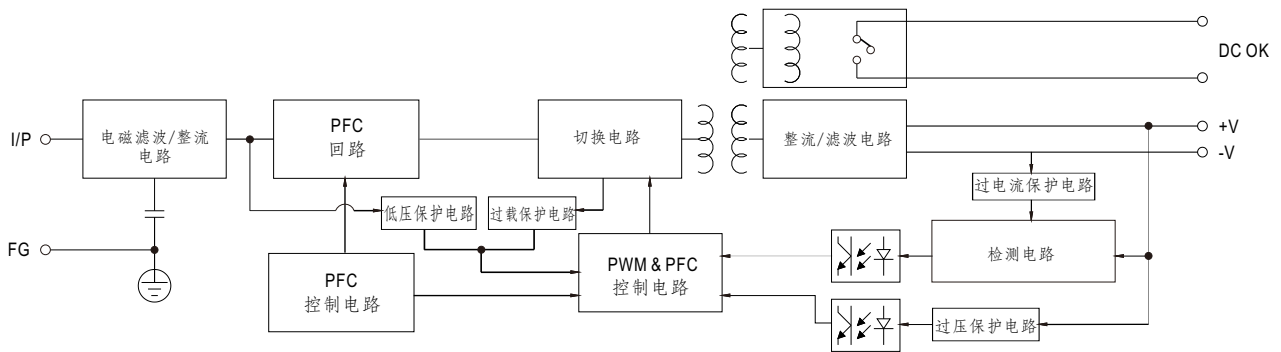 DC OK
I/P
电磁滤波/整流
电路
PFC
回路
切换电路
整流/滤波电路
+V
-V
过电流保护电路
低压保护电路
过载保护电路
FG
PFC
控制电路
PWM & PFC
控制电路
检测电路
过压保护电路